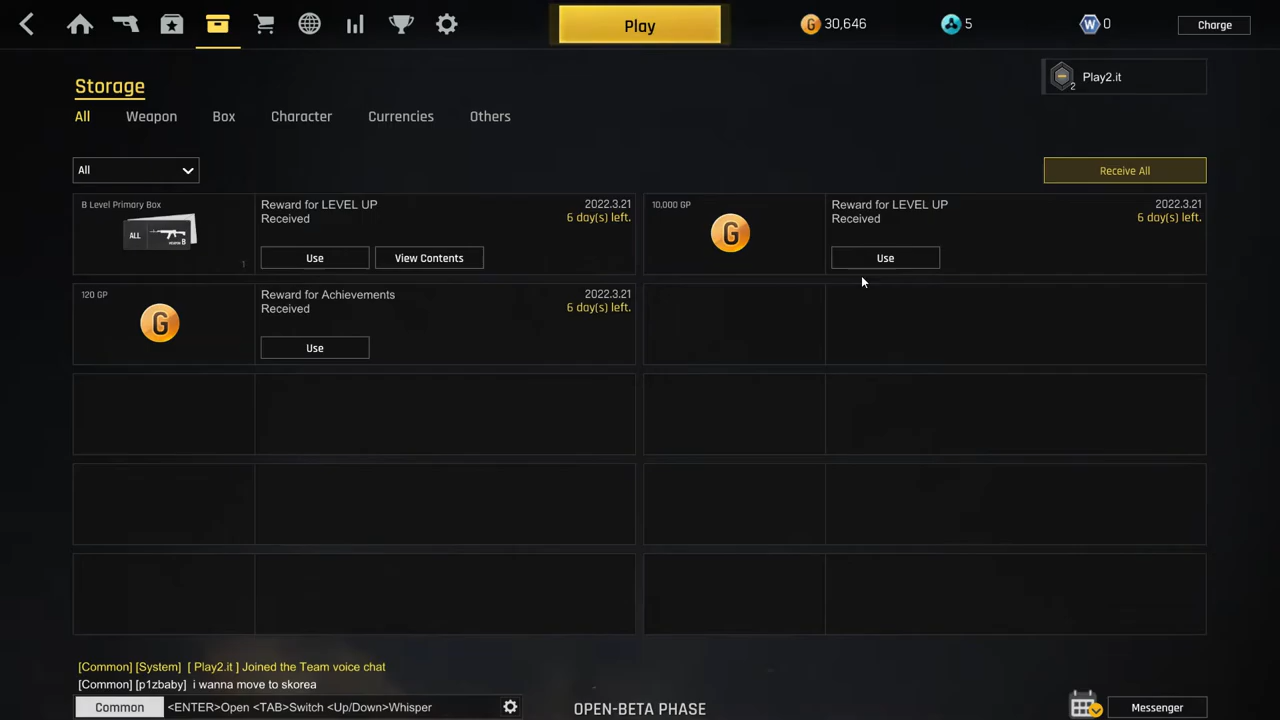 Play
G 30,646
5
W 0
Charge
Storage
2 Play2.it
All Weapon Box Character Currencies Others
All
Receive All
B Level Primary Box
ALL
WEAPON B
1
Reward for LEVEL UP
Received
2022.3.21
6 day(s) left.
Use
View Contents
10,000 GP
G
Reward for LEVEL UP
Received
2022.3.21
6 day(s) left.
Use
120 GP
G
Reward for Achievements
Received
2022.3.21
6 day(s) left.
Use
[Common] [System] [ Play2.it ] Joined the Team voice chat
[Common] [p1zbaby] i wanna move to skorea
Common <ENTER>Open <TAB>Switch <Up/Down>Whisper
OPEN-BETA PHASE
Messenger